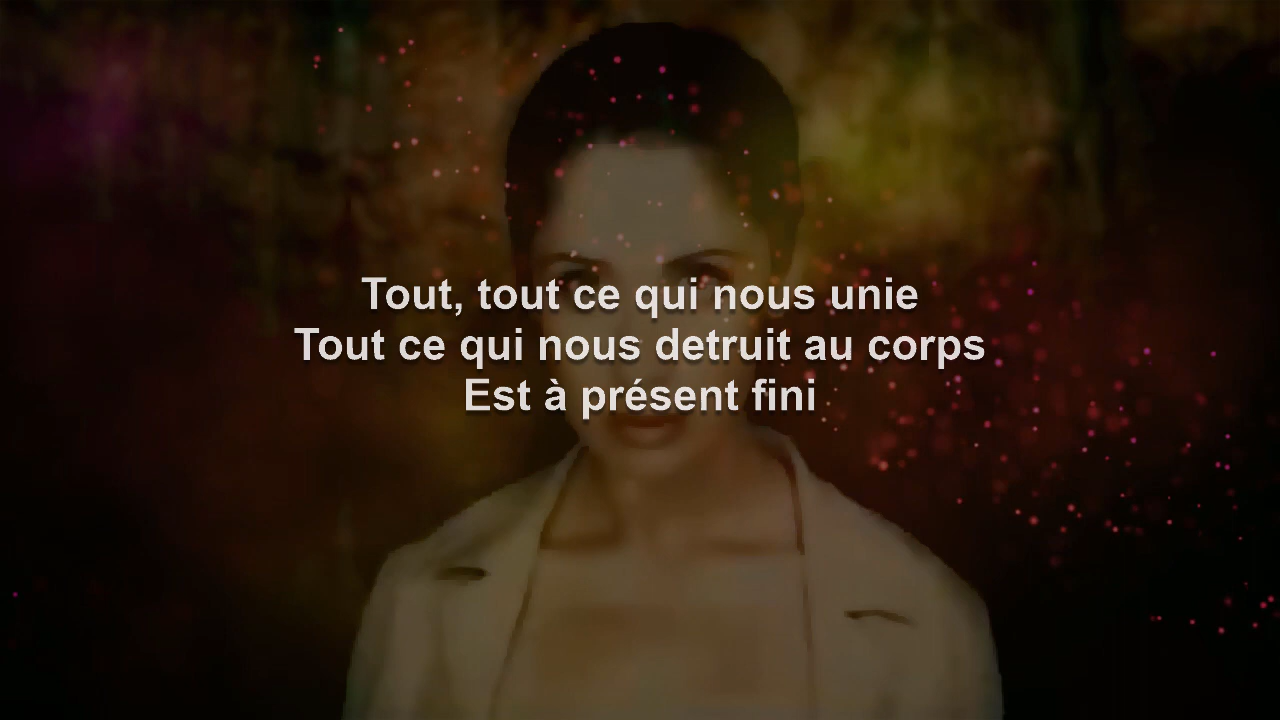 Tout, tout ce qui nous unie
Tout ce qui nous detruit au corps
Est à présent fini